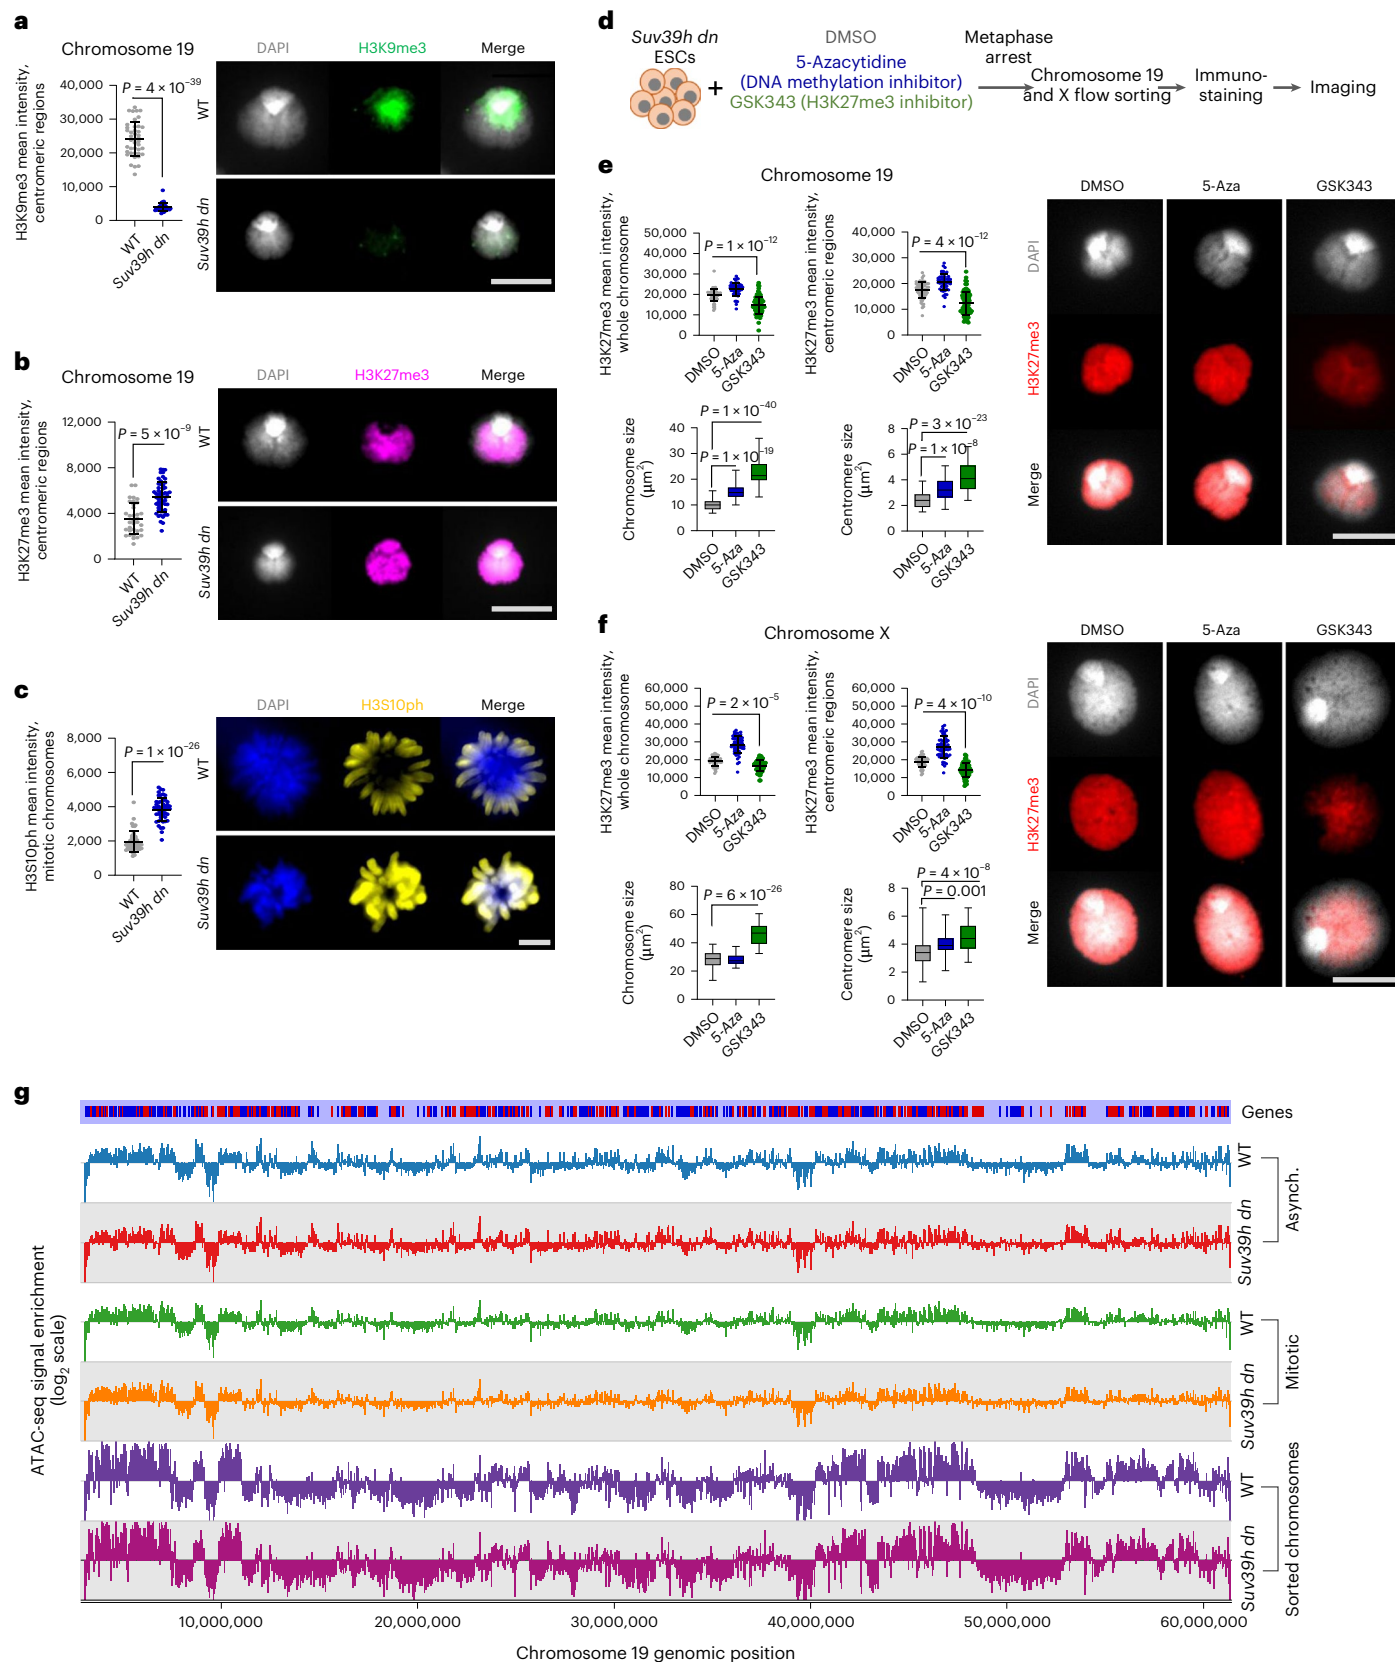 a
Chromosome 19
H3K9me3 mean intensity,
centromeric regions
40,000
30,000
20,000
10,000
0
P = 4 × 10⁻³⁹
WT
Suv39h dn
DAPI
H3K9me3
Merge
WT
Suv39h dn
b
Chromosome 19
H3K27me3 mean intensity,
centromeric regions
12,000
8,000
4,000
0
P = 5 × 10⁻⁹
WT
Suv39h dn
DAPI
H3K27me3
Merge
WT
Suv39h dn
c
H3S10ph mean intensity,
mitotic chromosomes
8,000
6,000
4,000
2,000
0
P = 1 × 10⁻²⁶
WT
Suv39h dn
DAPI
H3S10ph
Merge
WT
Suv39h dn
d
Suv39h dn
ESCs
+
DMSO
5-Azacytidine
(DNA methylation inhibitor)
GSK343 (H3K27me3 inhibitor)
Metaphase
arrest
Chromosome 19
and X flow sorting
Immuno-
staining
Imaging
e
Chromosome 19
H3K27me3 mean intensity,
whole chromosome
50,000
40,000
30,000
20,000
10,000
0
P = 1 × 10⁻¹²
DMSO
5-Aza
GSK343
H3K27me3 mean intensity,
centromeric regions
40,000
30,000
20,000
10,000
0
P = 4 × 10⁻¹²
DMSO
5-Aza
GSK343
Chromosome size
(μm²)
40
30
20
10
0
P = 1 × 10⁻⁴⁰
P = 1 × 10⁻¹⁹
DMSO
5-Aza
GSK343
Centromere size
(μm²)
8
6
4
2
0
P = 3 × 10⁻²³
P = 1 × 10⁻⁸
DMSO
5-Aza
GSK343
DMSO
5-Aza
GSK343
DAPI
H3K27me3
Merge
f
Chromosome X
H3K27me3 mean intensity,
whole chromosome
60,000
50,000
40,000
30,000
20,000
10,000
0
P = 2 × 10⁻⁵
DMSO
5-Aza
GSK343
H3K27me3 mean intensity,
centromeric regions
60,000
50,000
40,000
30,000
20,000
10,000
0
P = 4 × 10⁻¹⁰
DMSO
5-Aza
GSK343
Chromosome size
(μm²)
80
60
40
20
0
P = 6 × 10⁻²⁶
DMSO
5-Aza
GSK343
Centromere size
(μm²)
8
6
4
2
0
P = 4 × 10⁻⁸
P = 0.001
DMSO
5-Aza
GSK343
DMSO
5-Aza
GSK343
DAPI
H3K27me3
Merge
g
Genes
ATAC-seq signal enrichment
(log₂ scale)
WT
Suv39h dn
Asynch.
WT
Suv39h dn
Mitotic
WT
Suv39h dn
Sorted chromosomes
10,000,000
20,000,000
30,000,000
40,000,000
50,000,000
60,000,000
Chromosome 19 genomic position